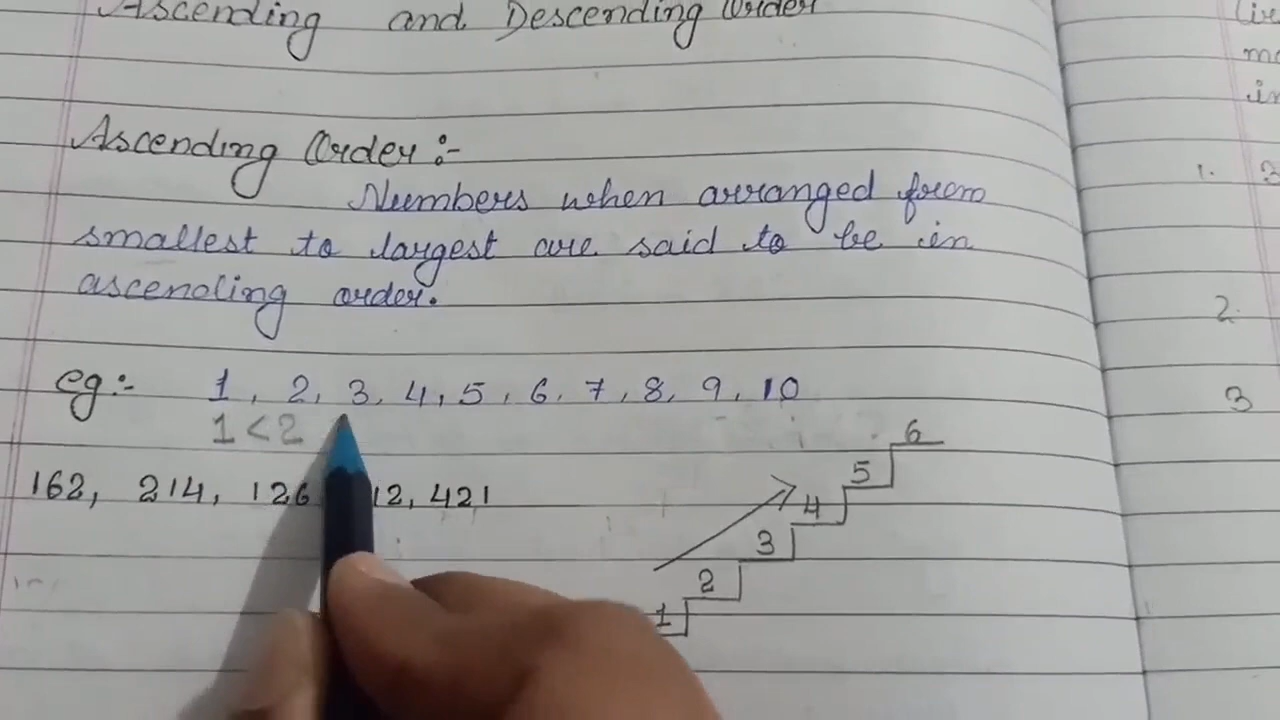 Ascending and Descending Order
Ascending Order :-
Numbers when arranged from
smallest to largest are said to be in
ascending order.
eg:- 1, 2, 3, 4, 5, 6, 7, 8, 9, 10
1 < 2
162, 214, 126 12, 421
6
5
4
3
2
1
1.
2.
3